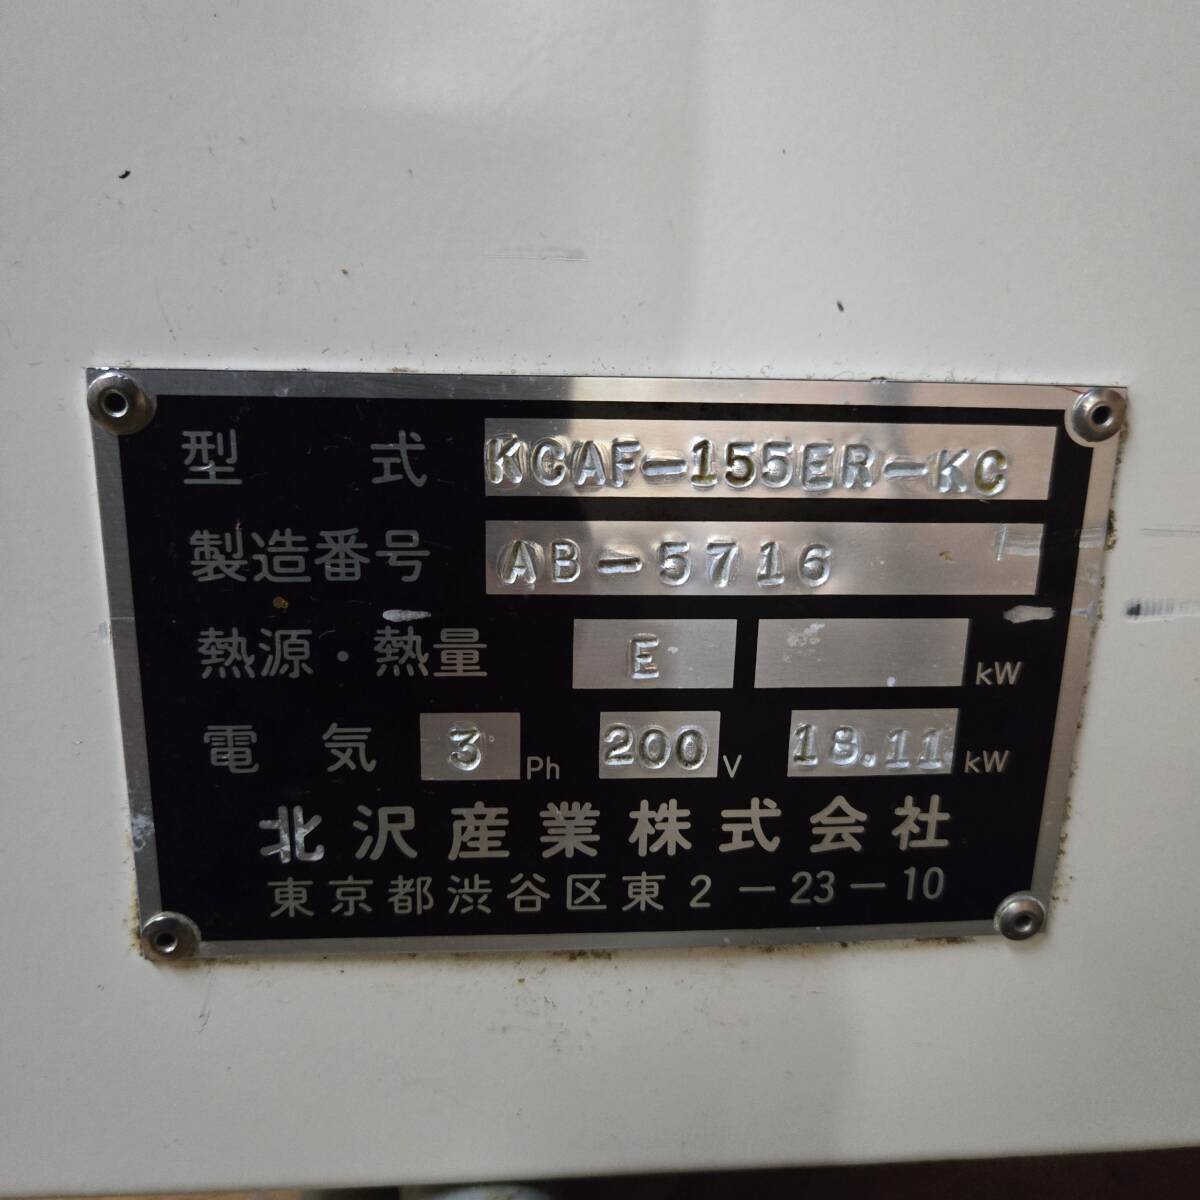 型式 KCAF-155ER-KC
製造番号 AB-5716
熱源・熱量 E kW
電気 3 Ph 200 V 18.11 kW
北沢産業株式会社
東京都渋谷区東2-23-10